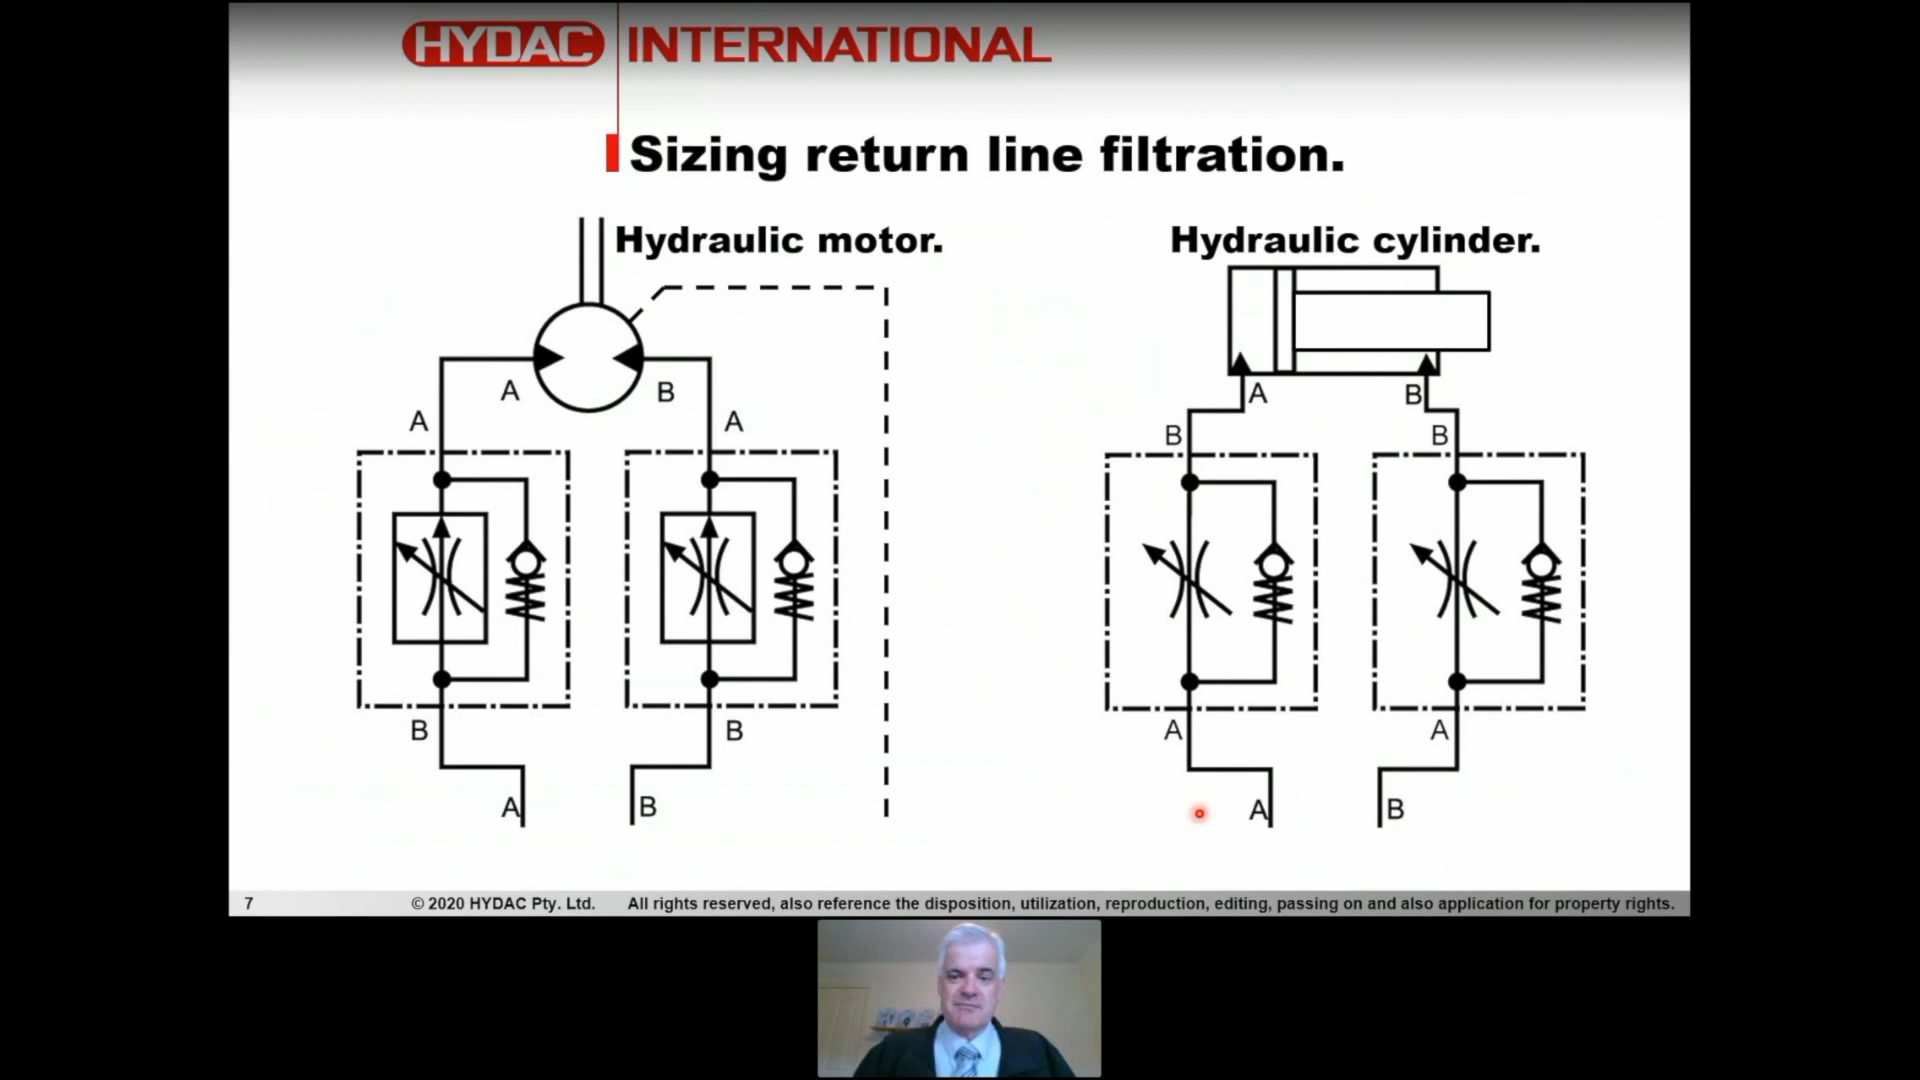 HYDAC INTERNATIONAL
Sizing return line filtration.
Hydraulic motor.
Hydraulic cylinder.
A
B
A
A
B
B
A
B
A
B
B
B
A
A
A
B
7
© 2020 HYDAC Pty. Ltd.
All rights reserved, also reference the disposition, utilization, reproduction, editing, passing on and also application for property rights.